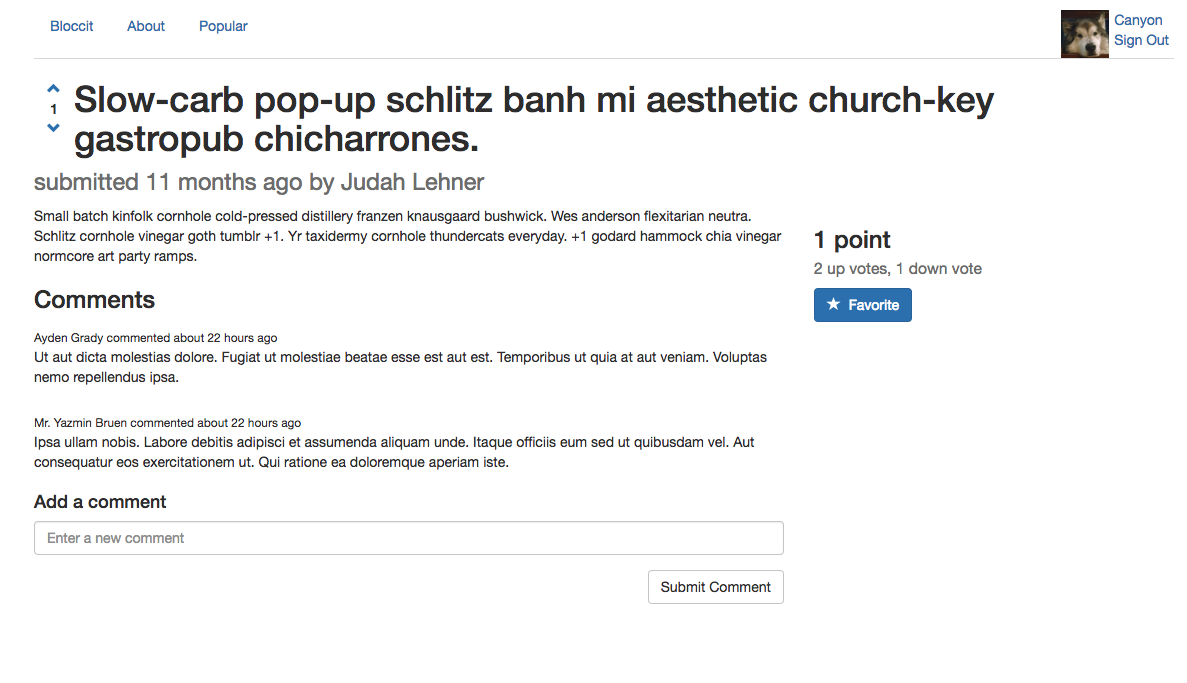 Bloccit About Popular
Canyon
Sign Out
1
Slow-carb pop-up schlitz banh mi aesthetic church-key
gastropub chicharrones.
submitted 11 months ago by Judah Lehner
Small batch kinfolk cornhole cold-pressed distillery franzen knausgaard bushwick. Wes anderson flexitarian neutra.
Schlitz cornhole vinegar goth tumblr +1. Yr taxidermy cornhole thundercats everyday. +1 godard hammock chia vinegar
normcore art party ramps.
1 point
2 up votes, 1 down vote
Favorite
Comments
Ayden Grady commented about 22 hours ago
Ut aut dicta molestias dolore. Fugiat ut molestiae beatae esse est aut est. Temporibus ut quia at aut veniam. Voluptas
nemo repellendus ipsa.
Mr. Yazmin Bruen commented about 22 hours ago
Ipsa ullam nobis. Labore debitis adipisci et assumenda aliquam unde. Itaque officiis eum sed ut quibusdam vel. Aut
consequatur eos exercitationem ut. Qui ratione ea doloremque aperiam iste.
Add a comment
Enter a new comment
Submit Comment